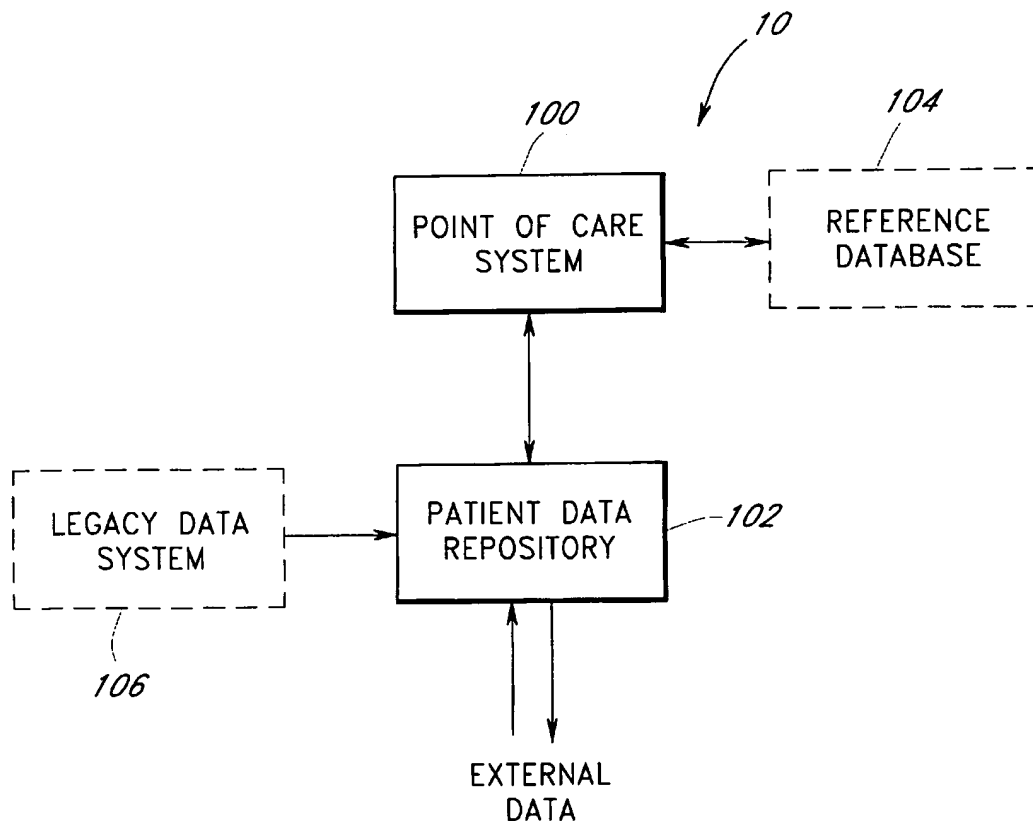 10
100
104
POINT OF CARE
SYSTEM
REFERENCE
DATABASE
LEGACY DATA
SYSTEM
PATIENT DATA
REPOSITORY
102
106
EXTERNAL
DATA